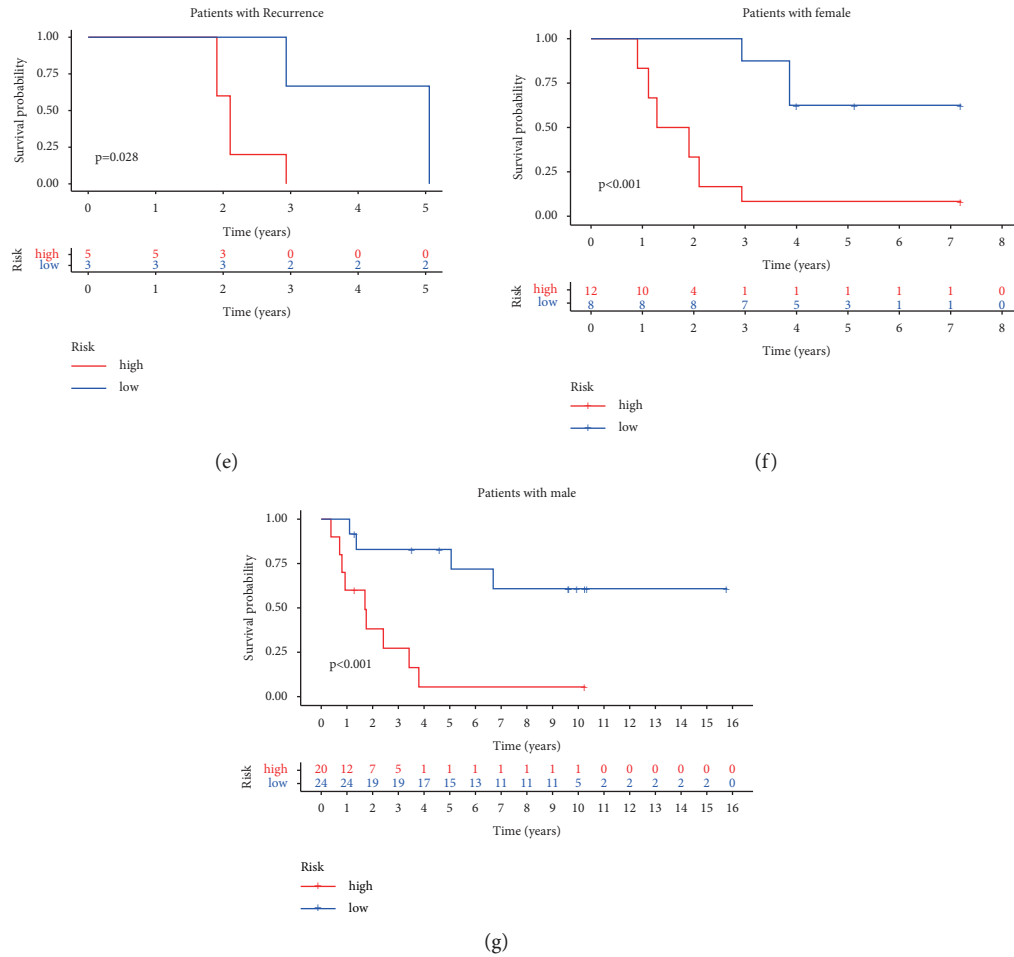 Patients with Recurrence
1.00
0.75
0.50
0.25
0.00
Survival probability
p=0.028
0 1 2 3 4 5
Time (years)
Risk
high 5 5 3 0 0 0
low 3 3 3 2 2 2
0 1 2 3 4 5
Time (years)
Risk
high
low
(e)
Patients with female
1.00
0.75
0.50
0.25
0.00
Survival probability
p<0.001
0 1 2 3 4 5 6 7 8
Time (years)
Risk
high 12 10 4 1 1 1 1 1 0
low 8 8 8 7 5 3 1 1 0
0 1 2 3 4 5 6 7 8
Time (years)
Risk
high
low
(f)
Patients with male
1.00
0.75
0.50
0.25
0.00
Survival probability
p<0.001
0 1 2 3 4 5 6 7 8 9 10 11 12 13 14 15 16
Time (years)
Risk
high 20 12 7 5 1 1 1 1 1 1 1 0 0 0 0 0 0
low 24 24 19 19 17 15 13 11 11 11 5 2 2 2 2 2 0
0 1 2 3 4 5 6 7 8 9 10 11 12 13 14 15 16
Time (years)
Risk
high
low
(g)